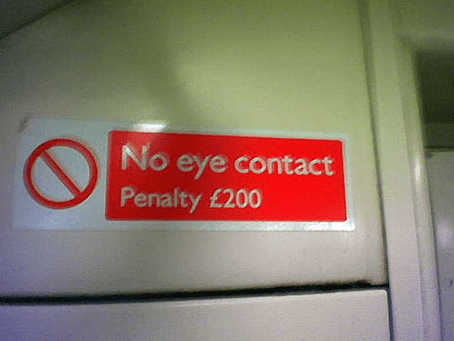 No eye contact
Penalty £200